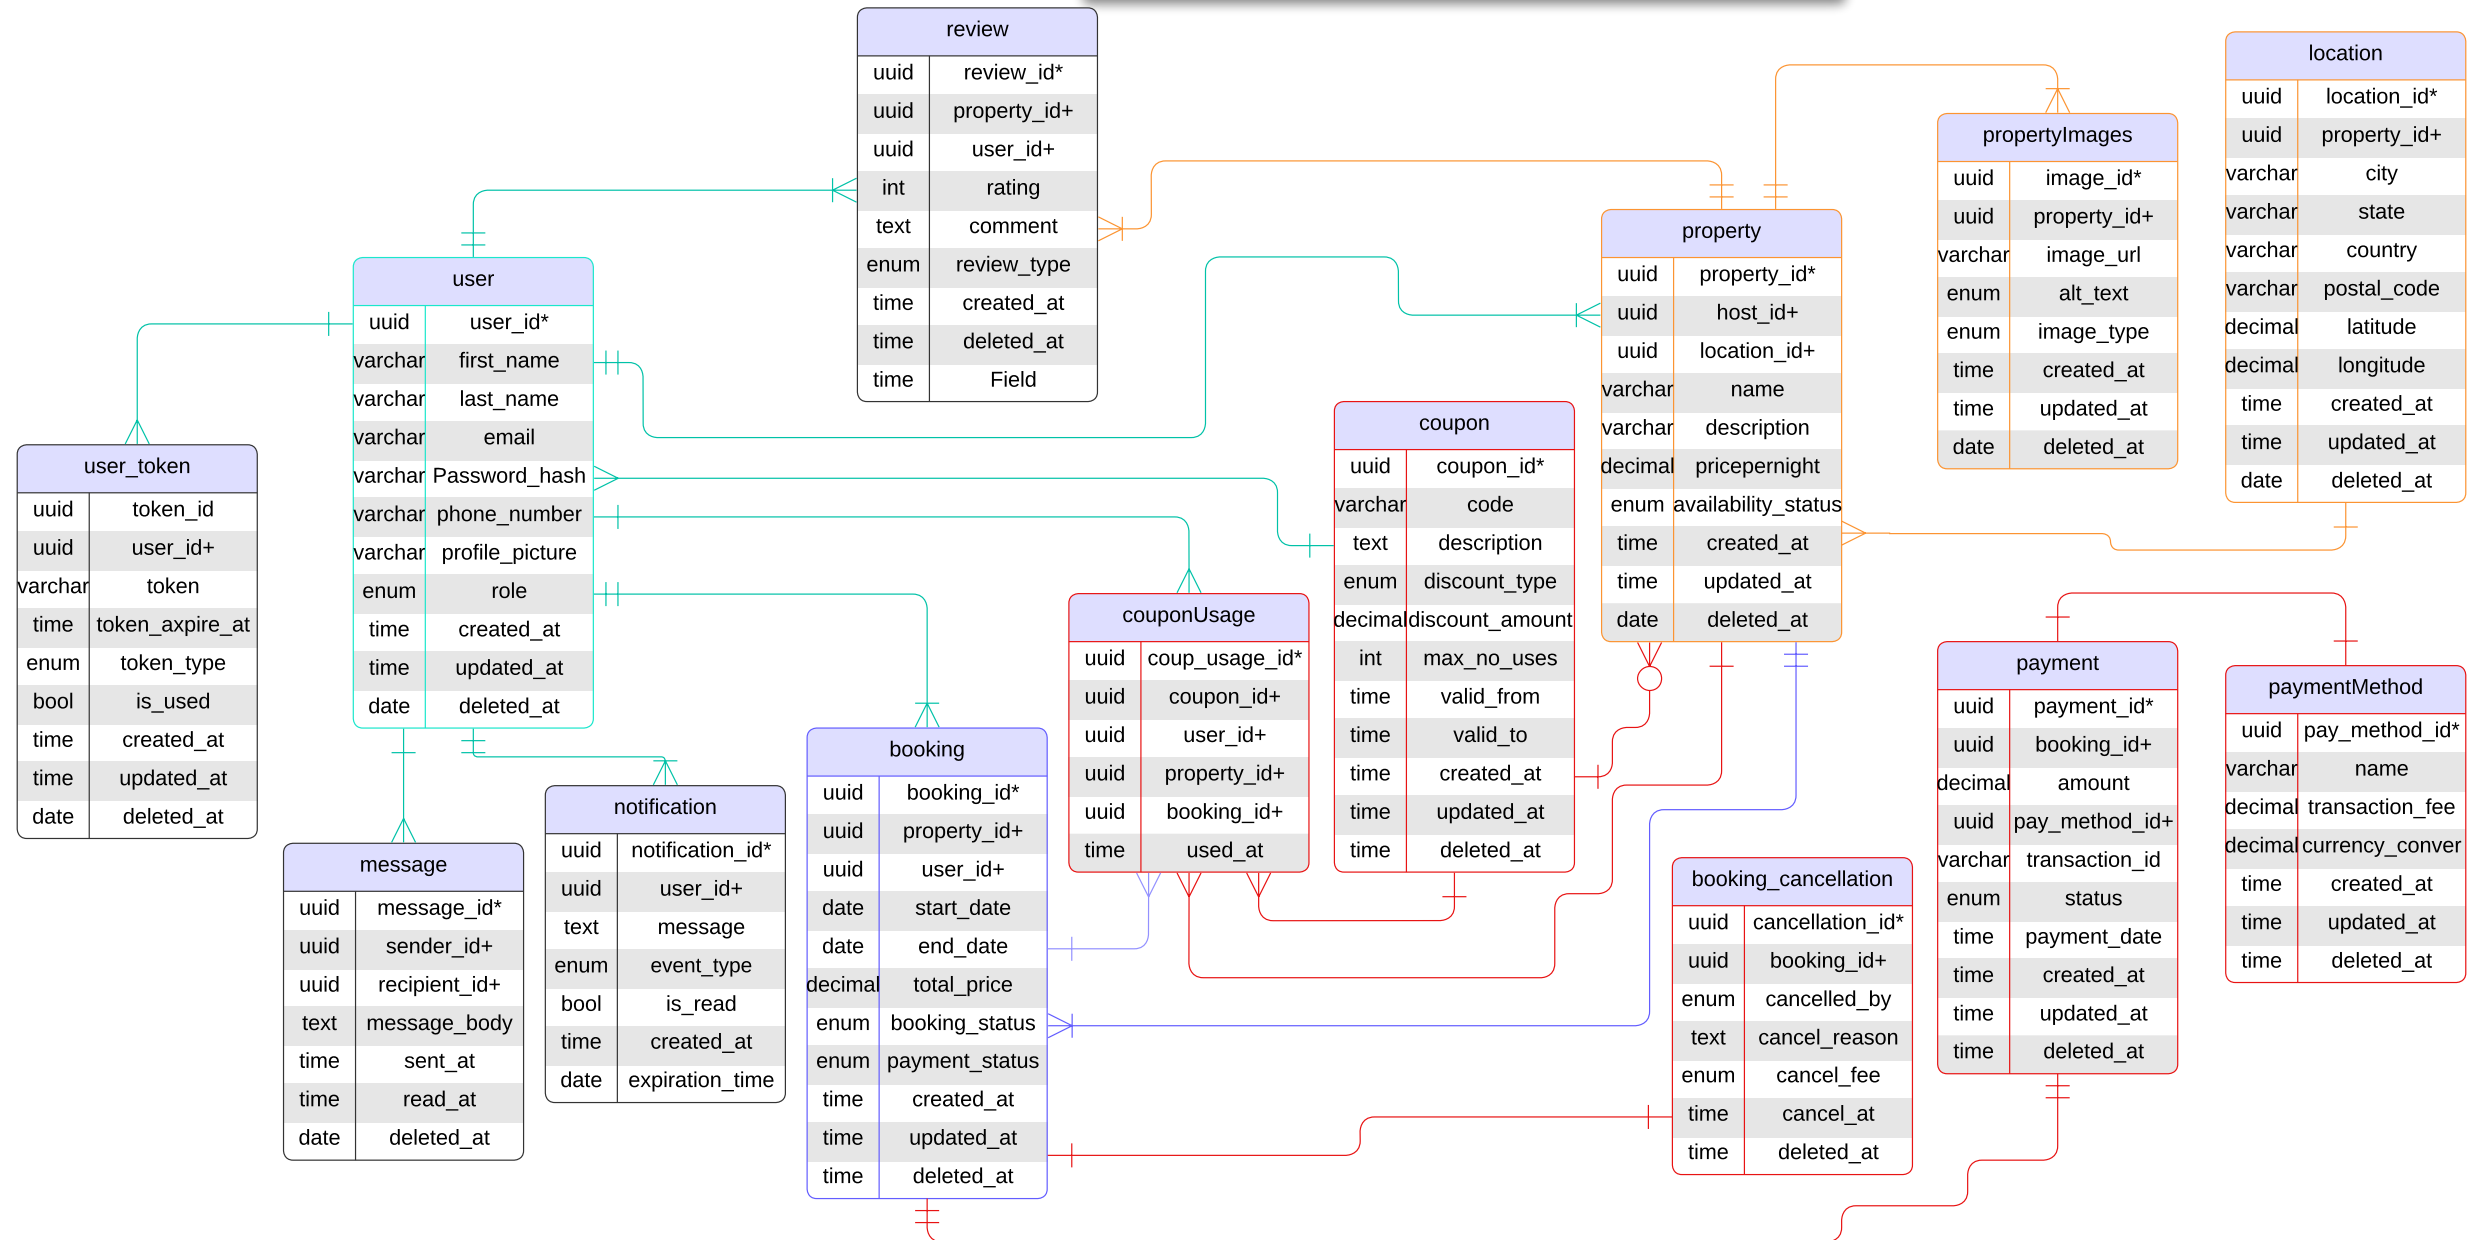 review
uuid review_id*
uuid property_id+
uuid user_id+
int rating
text comment
enum review_type
time created_at
time deleted_at
time Field
location
uuid location_id*
uuid property_id+
varchar city
varchar state
varchar country
varchar postal_code
decimal latitude
decimal longitude
time created_at
time updated_at
date deleted_at
propertyImages
uuid image_id*
uuid property_id+
varchar image_url
enum alt_text
enum image_type
time created_at
time updated_at
date deleted_at
property
uuid property_id*
uuid host_id+
uuid location_id+
varchar name
varchar description
decimal pricepernight
enum availability_status
time created_at
time updated_at
date deleted_at
user
uuid user_id*
varchar first_name
varchar last_name
varchar email
varchar Password_hash
varchar phone_number
varchar profile_picture
enum role
time created_at
time updated_at
date deleted_at
user_token
uuid token_id
uuid user_id+
varchar token
time token_axpire_at
enum token_type
bool is_used
time created_at
time updated_at
date deleted_at
coupon
uuid coupon_id*
varchar code
text description
enum discount_type
decimal discount_amount
int max_no_uses
time valid_from
time valid_to
time created_at
time updated_at
time deleted_at
couponUsage
uuid coup_usage_id*
uuid coupon_id+
uuid user_id+
uuid property_id+
uuid booking_id+
time used_at
payment
uuid payment_id*
uuid booking_id+
decimal amount
uuid pay_method_id+
varchar transaction_id
enum status
time payment_date
time created_at
time updated_at
time deleted_at
paymentMethod
uuid pay_method_id*
varchar name
decimal transaction_fee
decimal currency_conver
time created_at
time updated_at
time deleted_at
booking
uuid booking_id*
uuid property_id+
uuid user_id+
date start_date
date end_date
decimal total_price
enum booking_status
enum payment_status
time created_at
time updated_at
time deleted_at
notification
uuid notification_id*
uuid user_id+
text message
enum event_type
bool is_read
time created_at
date expiration_time
message
uuid message_id*
uuid sender_id+
uuid recipient_id+
text message_body
time sent_at
time read_at
date deleted_at
booking_cancellation
uuid cancellation_id*
uuid booking_id+
enum cancelled_by
text cancel_reason
enum cancel_fee
time cancel_at
time deleted_at